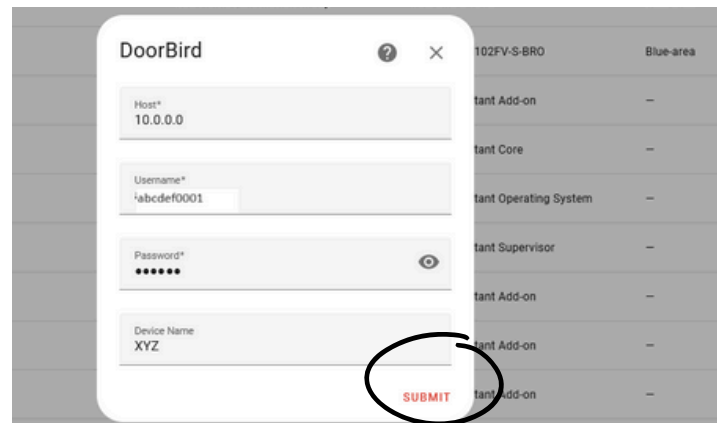 DoorBird
102FV-S-BRO Blue-area
Host*
10.0.0.0
tant Add-on –
tant Core –
Username*
abcdef0001
tant Operating System –
Password*
••••••
tant Supervisor –
tant Add-on –
Device Name
XYZ
tant Add-on –
SUBMIT
tant Add-on –